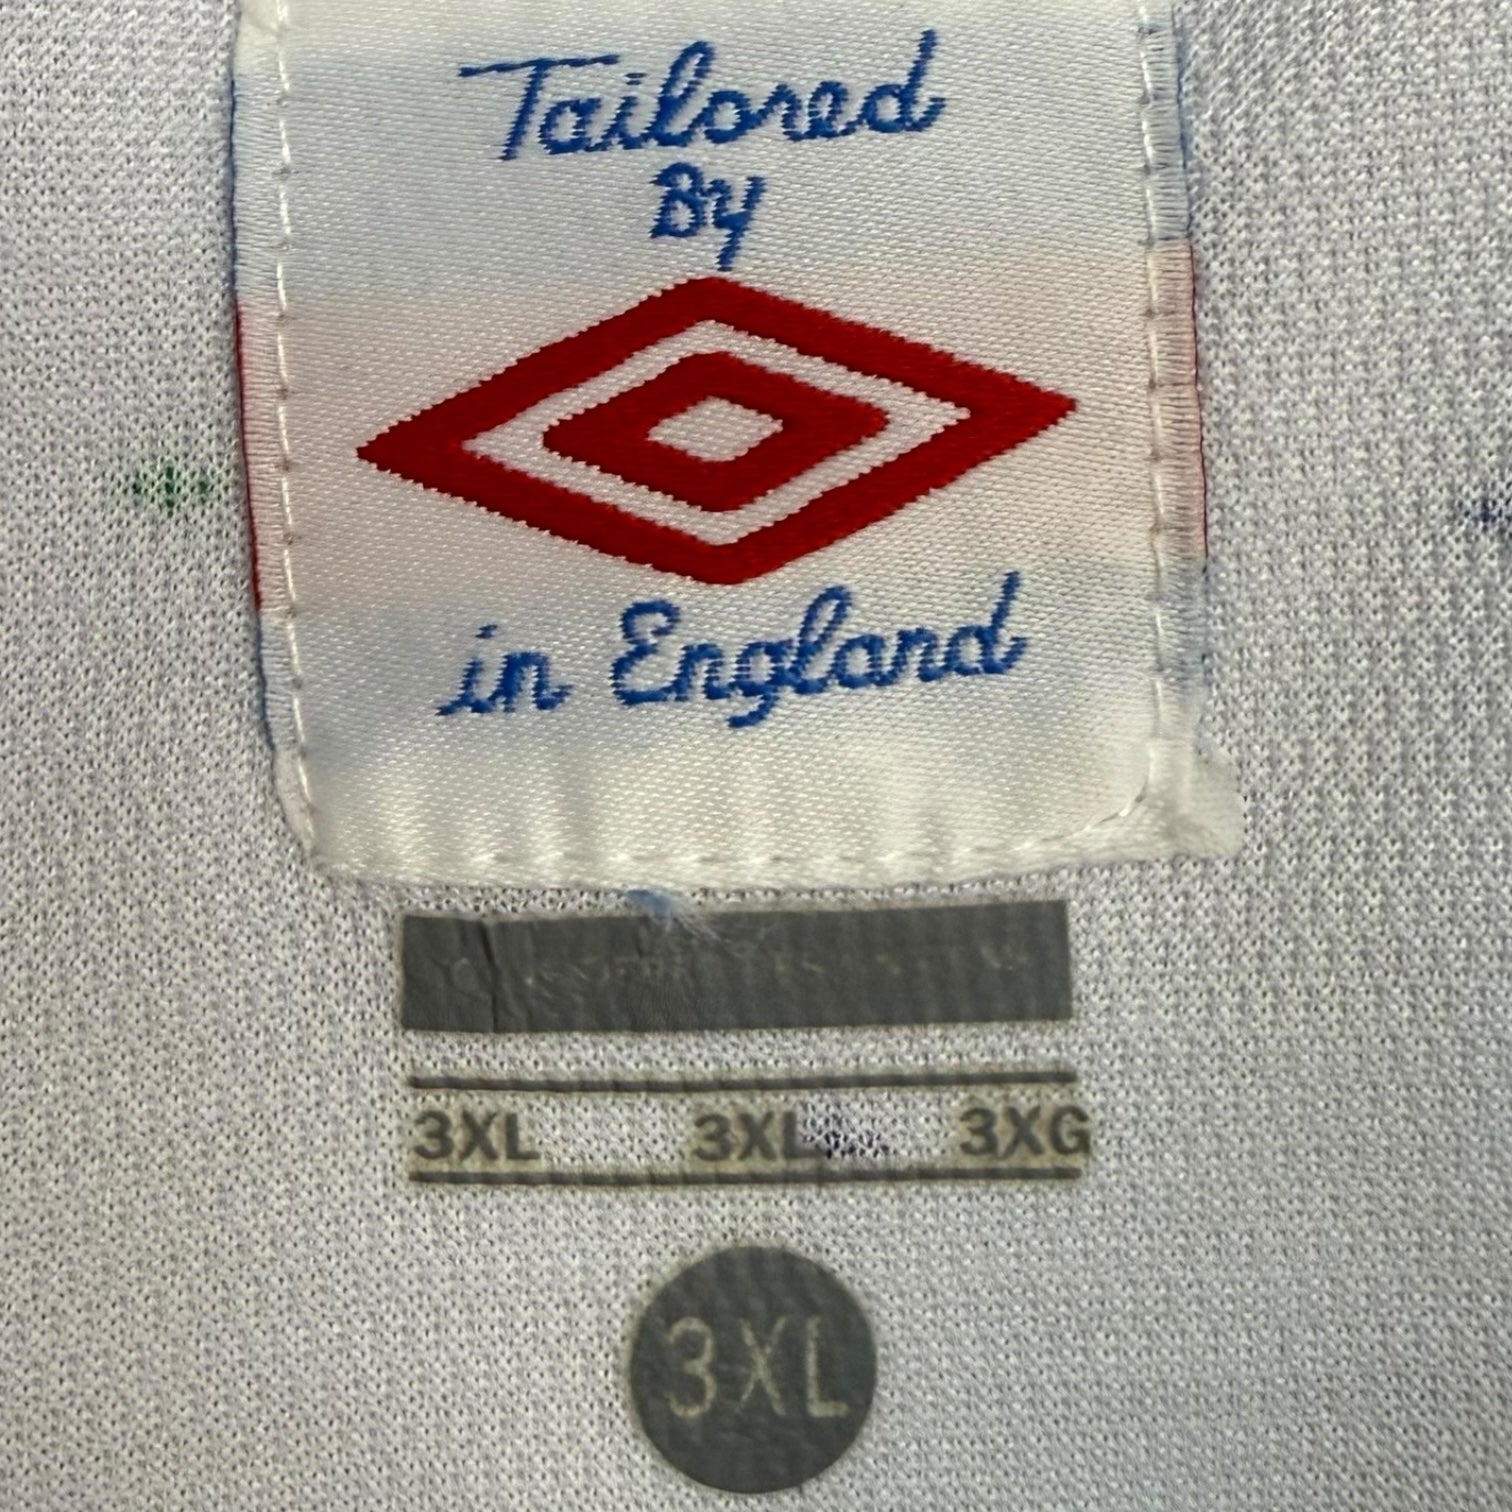 Tailored
By
in England
3XL 3XL 3XG
3XL